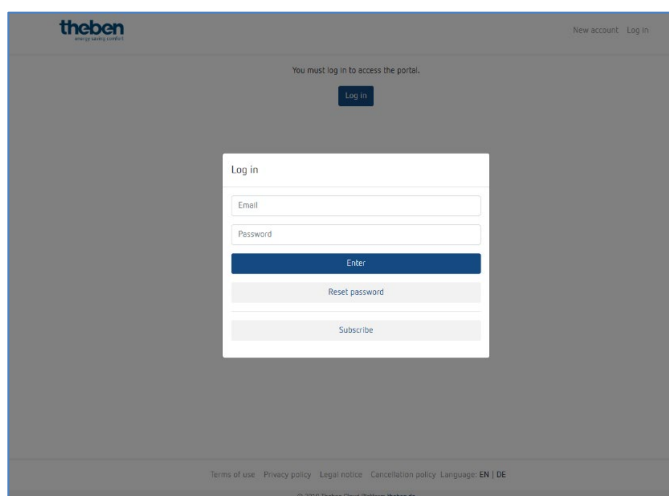 theben
energy saving comfort
New account Log in
You must log in to access the portal.
Log in
Log in
Email
Password
Enter
Reset password
Subscribe
Terms of use Privacy policy Legal notice Cancellation policy Language: EN | DE